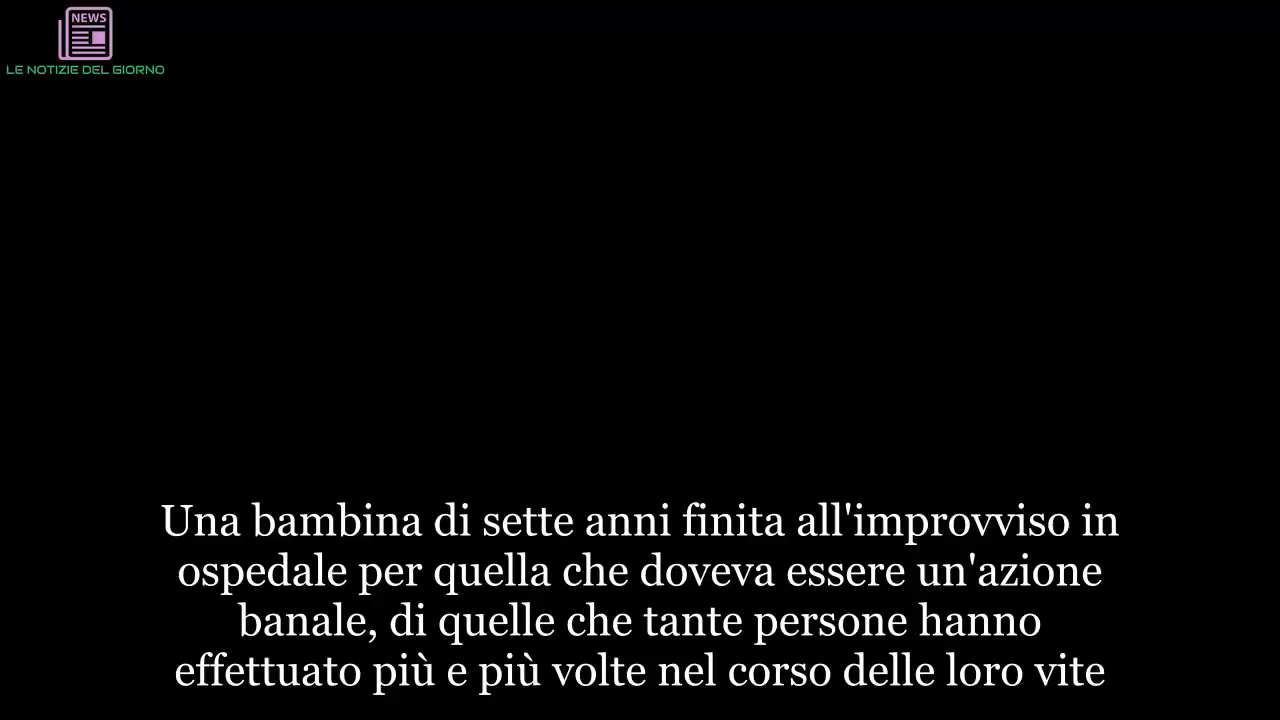 NEWS
LE NOTIZIE DEL GIORNO
Una bambina di sette anni finita all'improvviso in
ospedale per quella che doveva essere un'azione
banale, di quelle che tante persone hanno
effettuato più e più volte nel corso delle loro vite